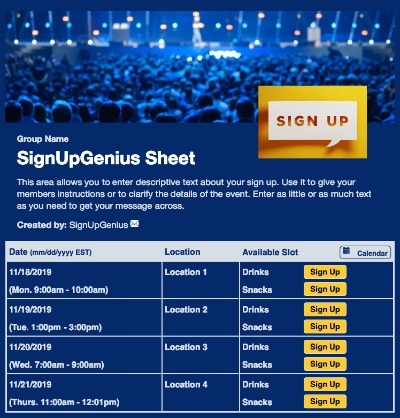 SIGN UP
Group Name
SignUpGenius Sheet
This area allows you to enter descriptive text about your sign up. Use it to give your
members instructions or to clarify the details of the event. Enter as little or as much text
as you need to get your message across.
Created by: SignUpGenius
Date (mm/dd/yyyy EST) Location Available Slot Calendar
11/18/2019 Location 1 Drinks Sign Up
(Mon. 9:00am - 10:00am) Snacks Sign Up
11/19/2019 Location 2 Drinks Sign Up
(Tue. 1:00pm - 3:00pm) Snacks Sign Up
11/20/2019 Location 3 Drinks Sign Up
(Wed. 7:00am - 9:00am) Snacks Sign Up
11/21/2019 Location 4 Drinks Sign Up
(Thurs. 11:00am - 12:01pm) Snacks Sign Up